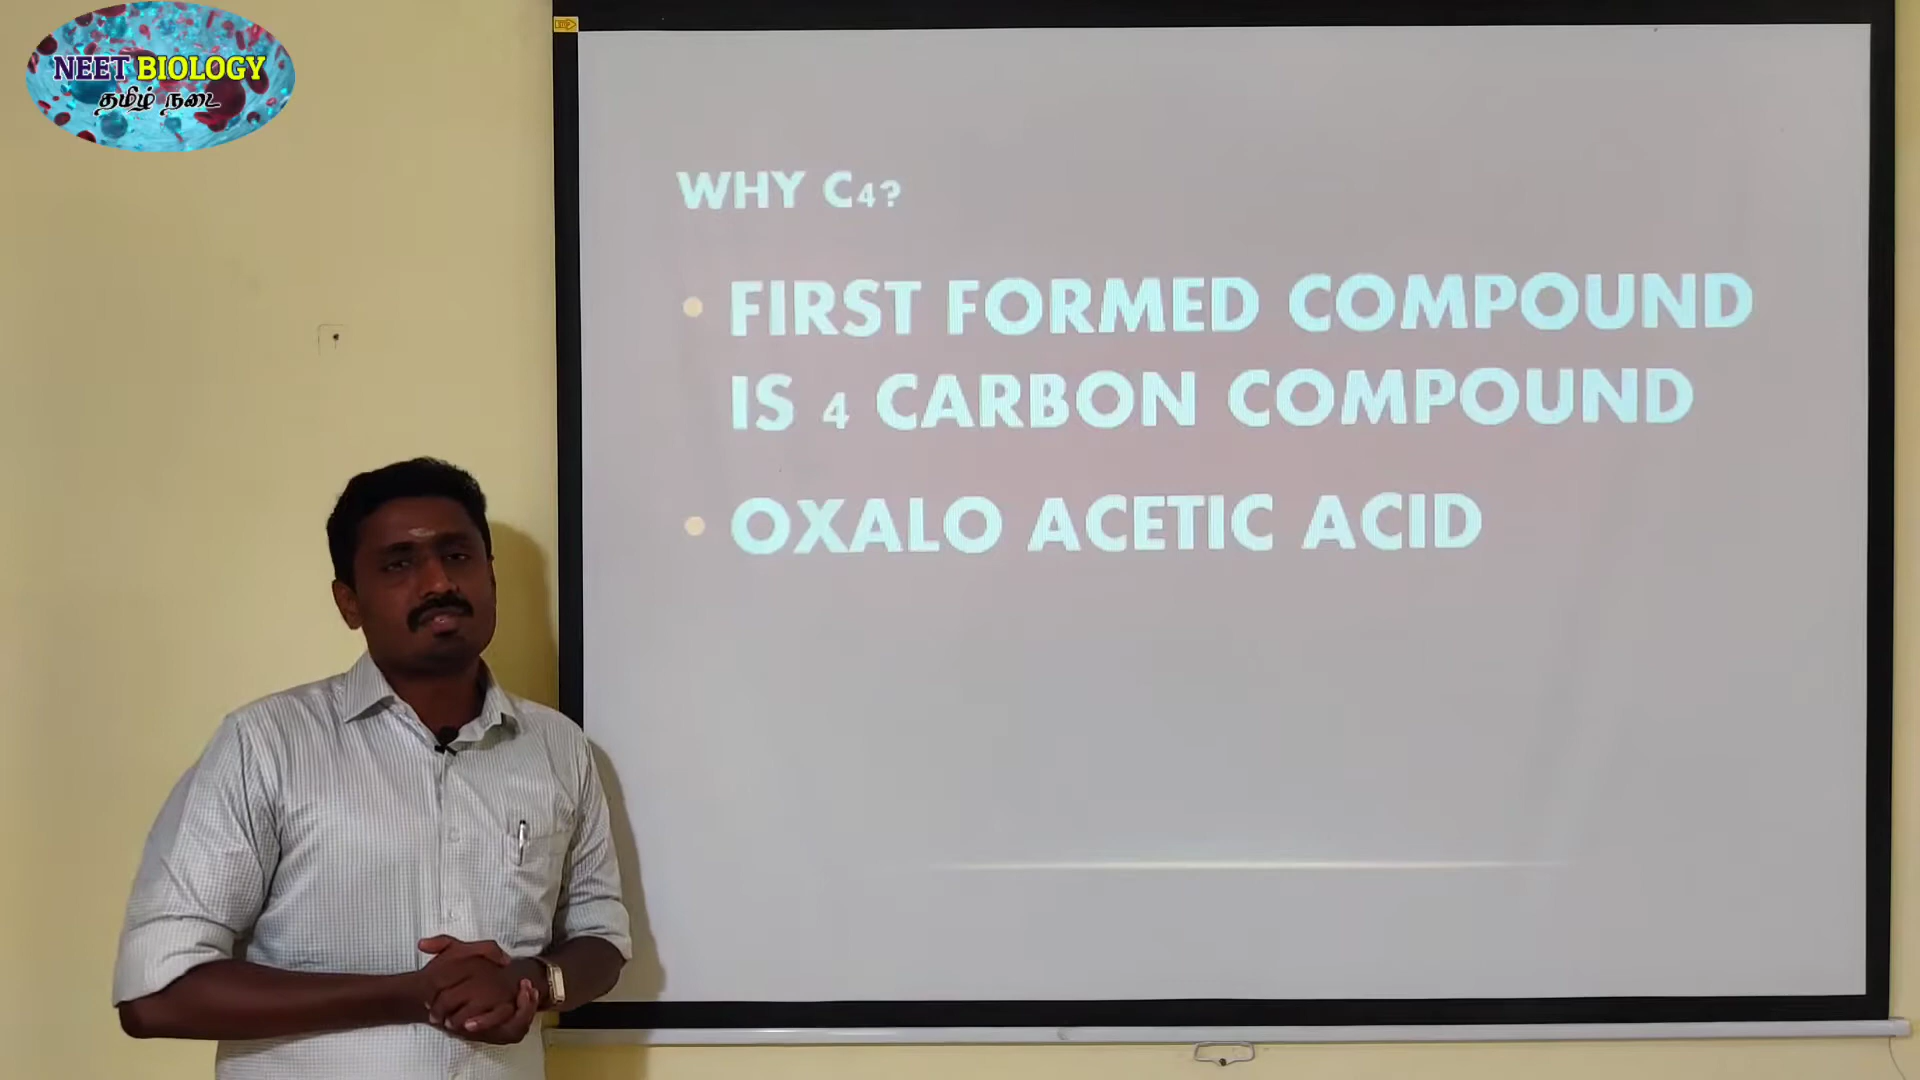 NEET BIOLOGY
தமிழ் நடை
WHY C4?
• FIRST FORMED COMPOUND
IS 4 CARBON COMPOUND
• OXALO ACETIC ACID